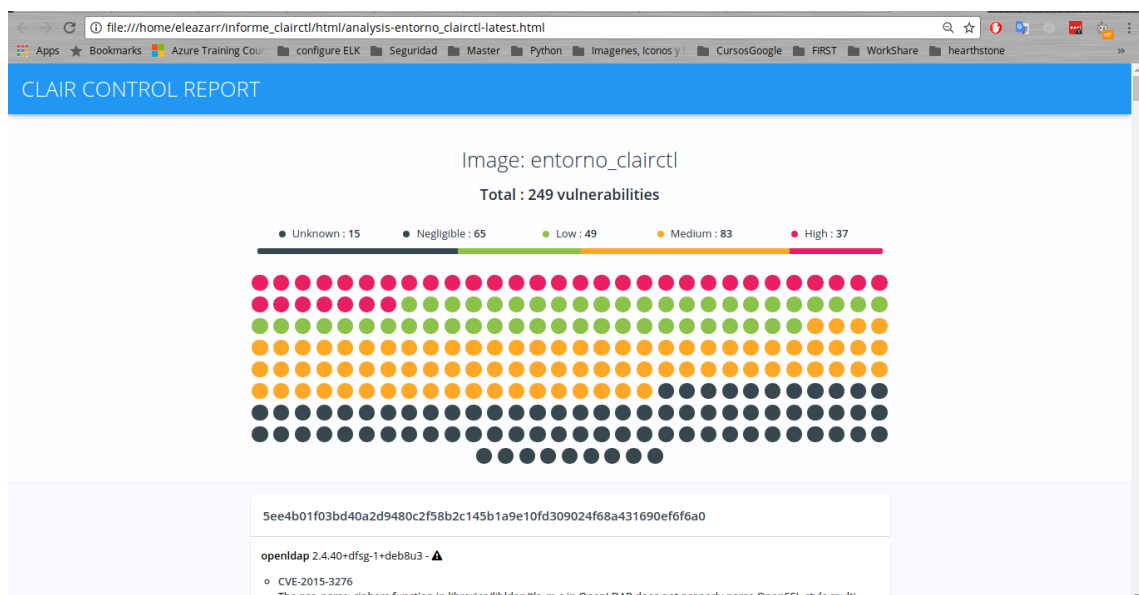 file:///home/eleazarr/informe_clairctl/html/analysis-entorno_clairctl-latest.html
Apps Bookmarks Azure Training Cour configure ELK Seguridad Master Python Imagenes, Iconos y CursosGoogle FIRST WorkShare hearthstone »
CLAIR CONTROL REPORT
Image: entorno_clairctl
Total : 249 vulnerabilities
Unknown : 15 Negligible : 65 Low : 49 Medium : 83 High : 37
5ee4b01f03bd40a2d9480c2f58b2c145b1a9e10fd309024f68a431690ef6f6a0
openldap 2.4.40+dfsg-1+deb8u3 -
CVE-2015-3276